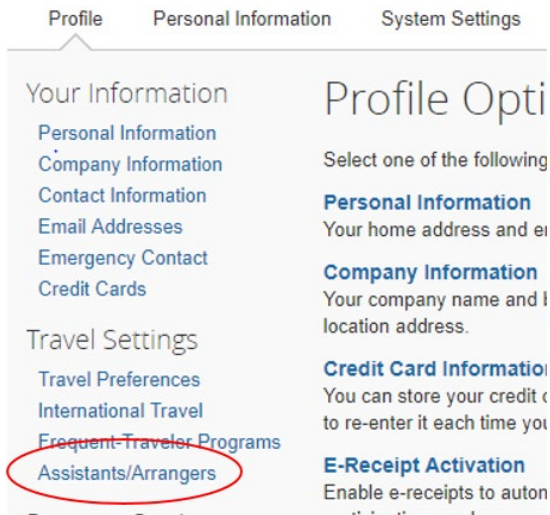 Profile Personal Information System Settings
Your Information
Personal Information
Company Information
Contact Information
Email Addresses
Emergency Contact
Credit Cards
Travel Settings
Travel Preferences
International Travel
Frequent-Traveler Programs
Assistants/Arrangers
Profile Opti
Select one of the following
Personal Information
Your home address and e
Company Information
Your company name and
location address.
Credit Card Information
You can store your credit
to re-enter it each time you
E-Receipt Activation
Enable e-receipts to autom